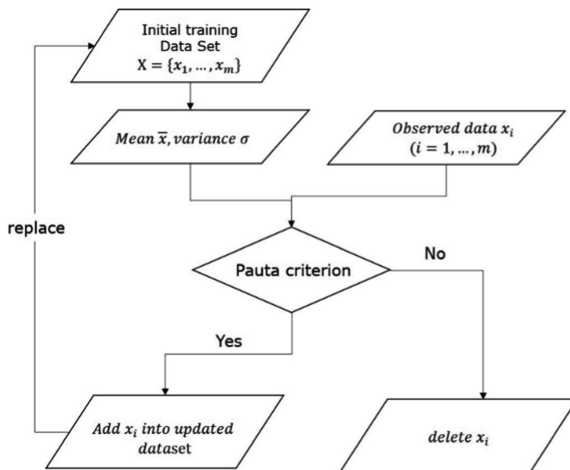 Initial training
Data Set
X = {x₁, ..., xₘ}
Mean x̅, variance σ
Observed data xᵢ
(i = 1, ..., m)
replace
Pauta criterion
No
Yes
Add xᵢ into updated
dataset
delete xᵢ